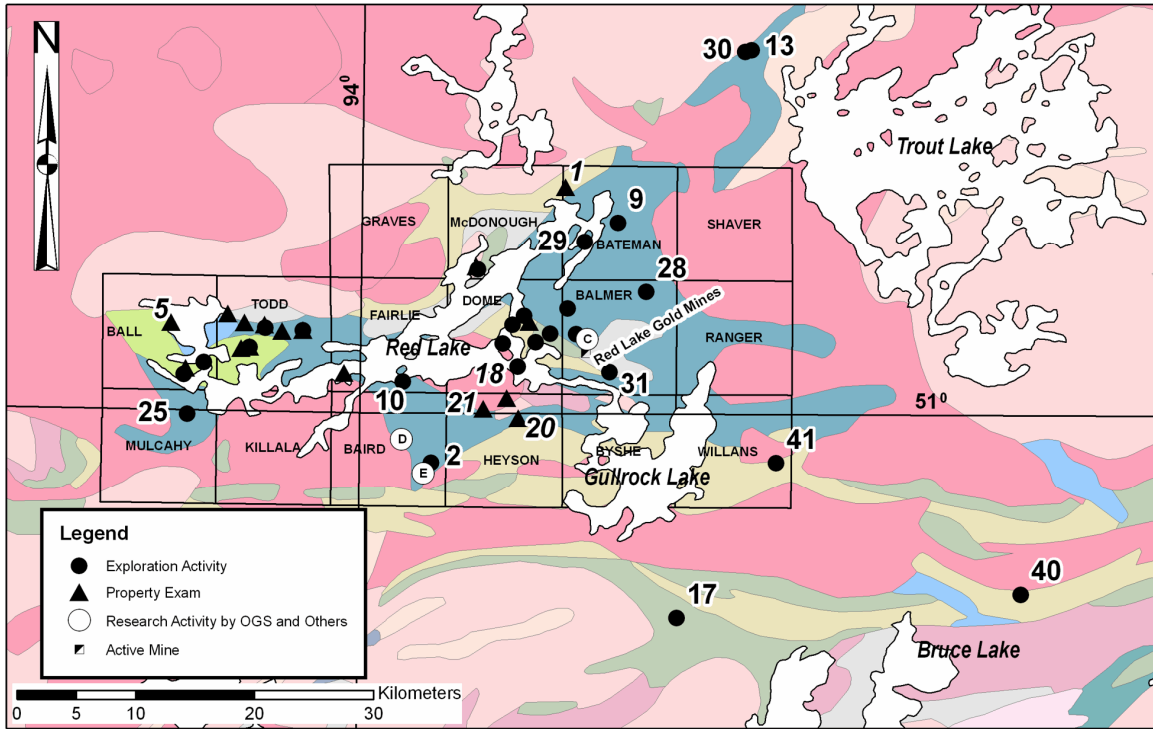 N
94⁰
30
13
Trout Lake
1
9
GRAVES
McDONOUGH
29
BATEMAN
SHAVER
28
5
TODD
DOME
BALMER
BALL
FAIRLIE
Red Lake
C
Red Lake Gold Mines
RANGER
18
31
10
21
20
51⁰
25
MULCAHY
KILLALA
BAIRD
D
E
2
HEYSON
BYSHE
WILLANS
41
Gullrock Lake
Legend
Exploration Activity
Property Exam
Research Activity by OGS and Others
Active Mine
17
40
Bruce Lake
Kilometers
0 5 10 20 30